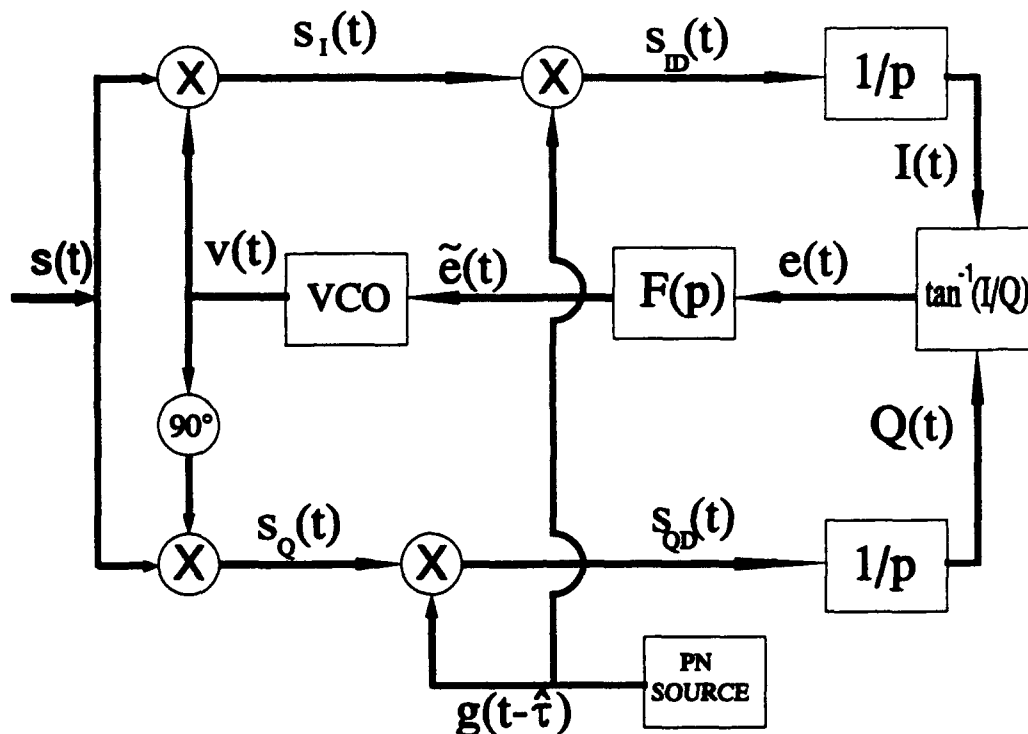 s_I(t)
s_ID(t)
X
X
1/p
I(t)
s(t)
v(t)
VCO
ẽ(t)
F(p)
e(t)
tan⁻¹(I/Q)
90°
Q(t)
X
s_Q(t)
X
s_QD(t)
1/p
g(t-τ̂)
PN
SOURCE